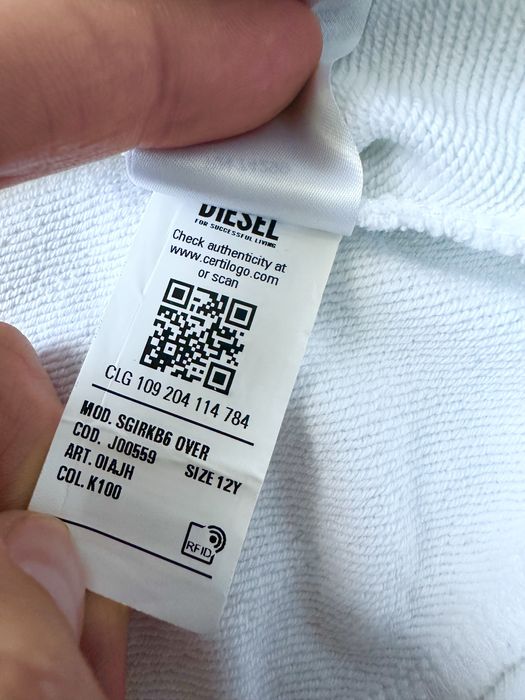 DIESEL
FOR SUCCESSFUL LIVING
Check authenticity at
www.certilogo.com
or scan
CLG 109 204 114 784
MOD. SGIRKB6 OVER
COD. J00559 SIZE 12Y
ART. 0IAJH
COL. K100
RFID